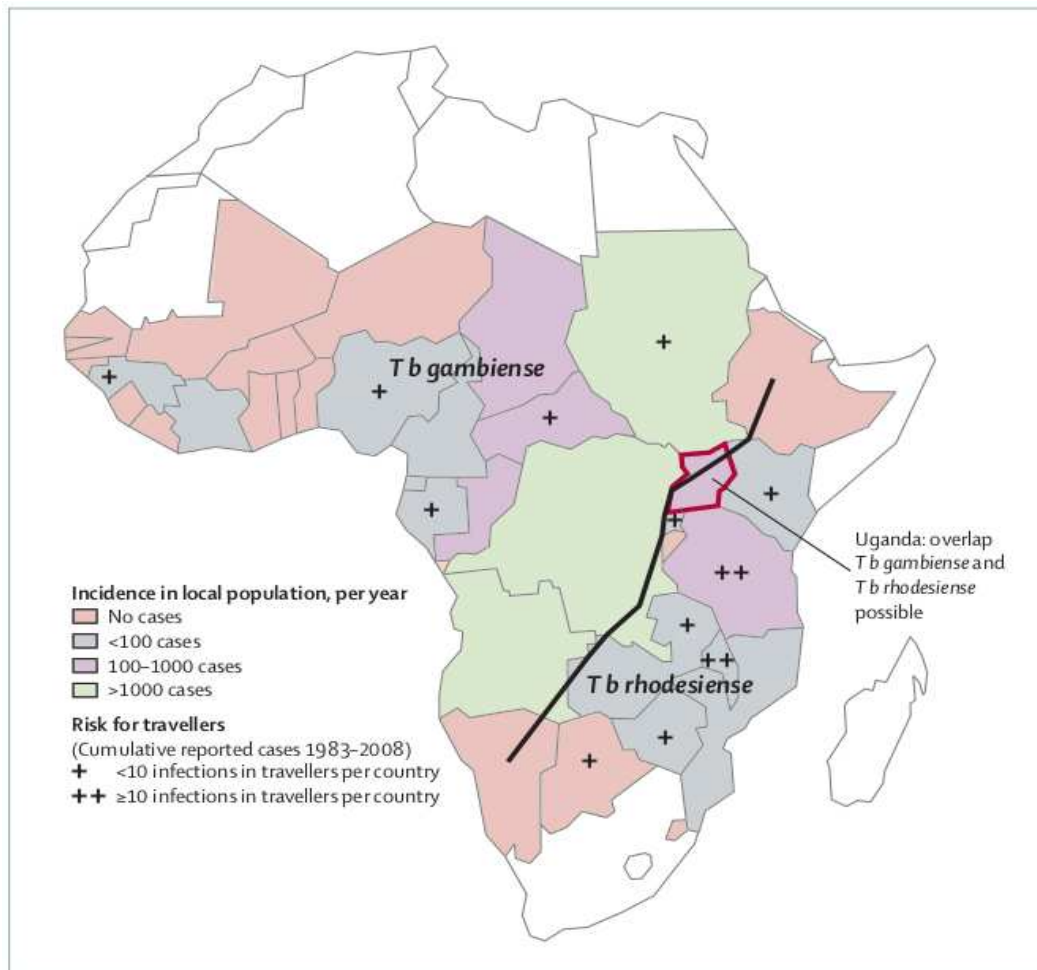 T b gambiense
Uganda: overlap
T b gambiense and
T b rhodesiense
possible
T b rhodesiense
Incidence in local population, per year
No cases
<100 cases
100–1000 cases
>1000 cases
Risk for travellers
(Cumulative reported cases 1983–2008)
+ <10 infections in travellers per country
++ ≥10 infections in travellers per country